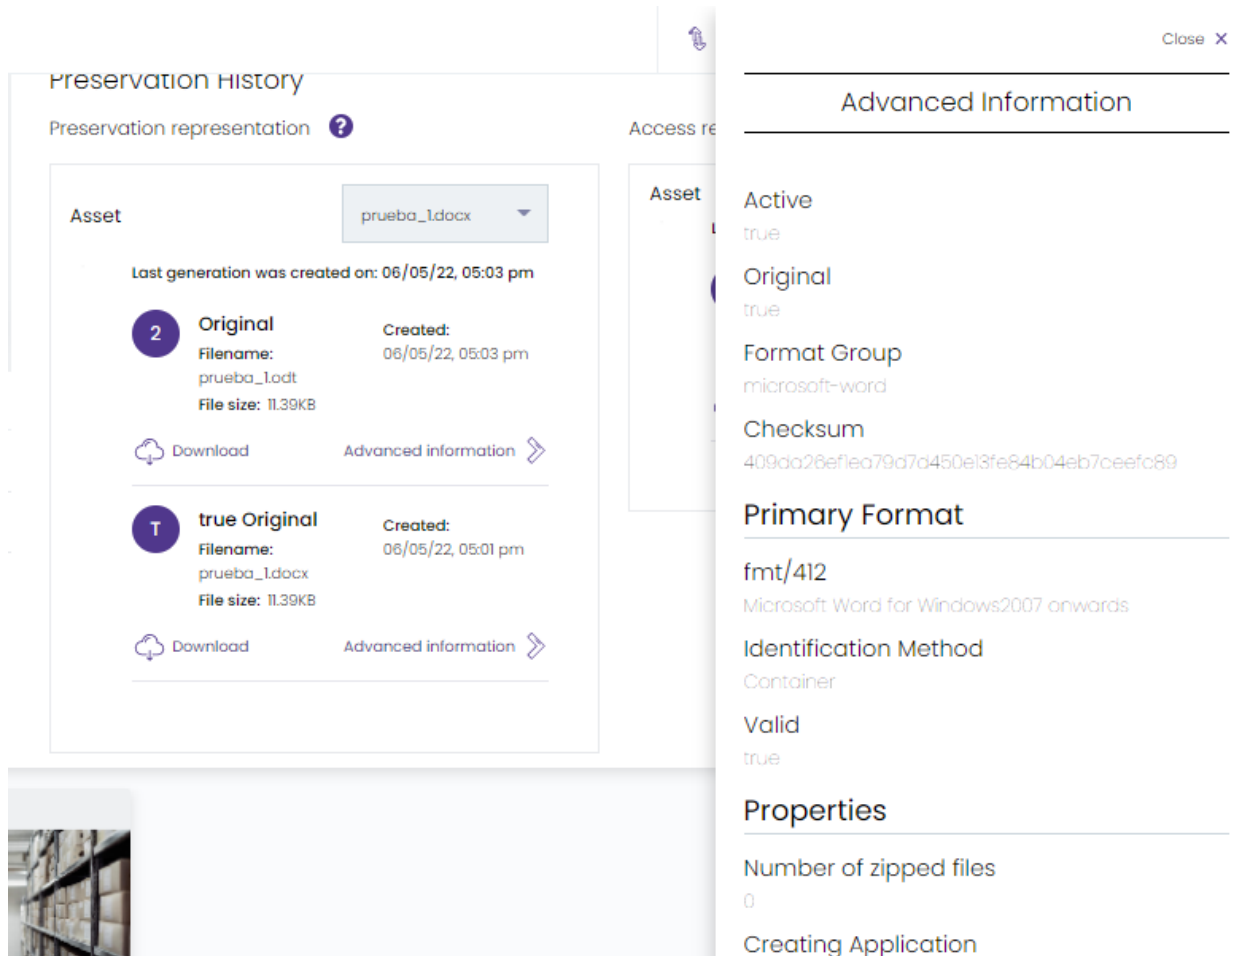 Preservation History
Preservation representation ?
Asset
prueba_1.docx
Last generation was created on: 06/05/22, 05:03 pm
2
Original
Filename:
prueba_1.odt
File size: 11.39KB
Created:
06/05/22, 05:03 pm
Download
Advanced information
T
true Original
Filename:
prueba_1.docx
File size: 11.39KB
Created:
06/05/22, 05:01 pm
Download
Advanced information
Access re
Asset
Close X
Advanced Information
Active
true
Original
true
Format Group
microsoft-word
Checksum
409da26ef1ea79d7d450e13fe84b04eb7ceefc89
Primary Format
fmt/412
Microsoft Word for Windows2007 onwards
Identification Method
Container
Valid
true
Properties
Number of zipped files
0
Creating Application